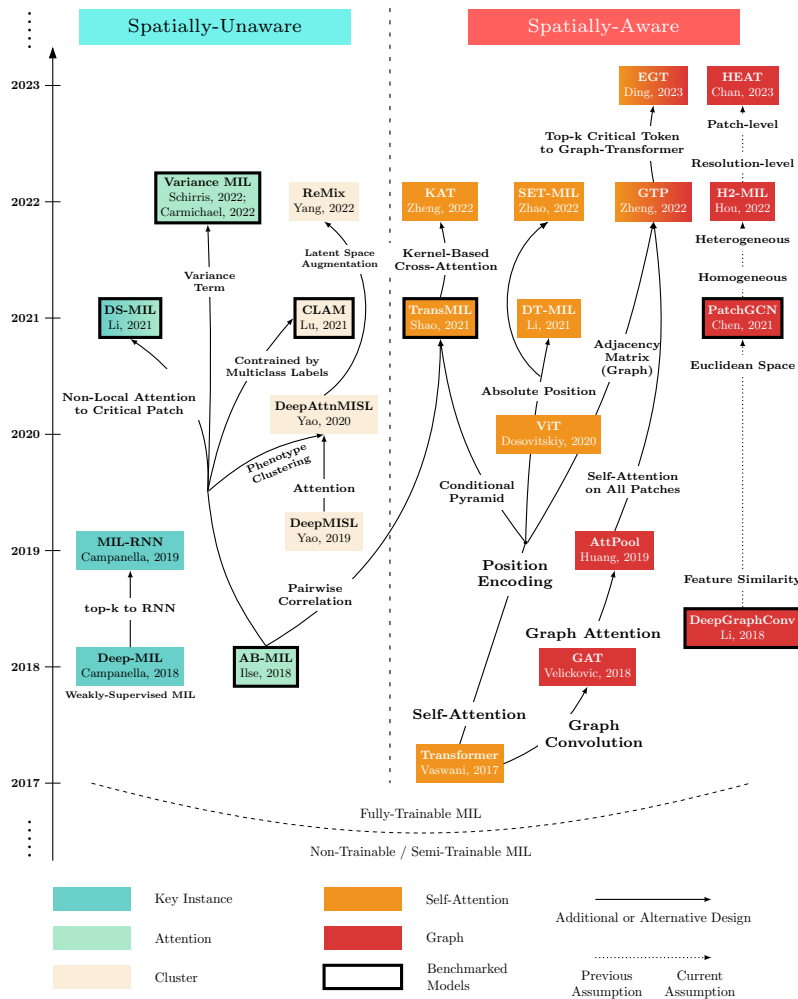 Spatially-Unaware
Spatially-Aware
2023
EGT
Ding, 2023
HEAT
Chan, 2023
Top-k Critical Token
to Graph-Transformer
Patch-level
Resolution-level
2022
Variance MIL
Schirris, 2022;
Carmichael, 2022
ReMix
Yang, 2022
KAT
Zheng, 2022
SET-MIL
Zhao, 2022
GTP
Zheng, 2022
H2-MIL
Hou, 2022
Variance
Term
Latent Space
Augmentation
Kernel-Based
Cross-Attention
Heterogeneous
Homogeneous
2021
DS-MIL
Li, 2021
CLAM
Lu, 2021
TransMIL
Shao, 2021
DT-MIL
Li, 2021
PatchGCN
Chen, 2021
Non-Local Attention
to Critical Patch
Contrained by
Multiclass Labels
Absolute Position
Adjacency
Matrix
(Graph)
Euclidean Space
2020
DeepAttnMISL
Yao, 2020
ViT
Dosovitskiy, 2020
Phenotype
Clustering
Attention
Conditional
Pyramid
Self-Attention
on All Patches
2019
MIL-RNN
Campanella, 2019
DeepMISL
Yao, 2019
AttPool
Huang, 2019
top-k to RNN
Pairwise
Correlation
Position
Encoding
Feature Similarity
Graph Attention
2018
Deep-MIL
Campanella, 2018
Weakly-Supervised MIL
AB-MIL
Ilse, 2018
GAT
Velickovic, 2018
DeepGraphConv
Li, 2018
Self-Attention
Graph
Convolution
2017
Transformer
Vaswani, 2017
Fully-Trainable MIL
Non-Trainable / Semi-Trainable MIL
Key Instance
Self-Attention
Additional or Alternative Design
Attention
Graph
Cluster
Benchmarked
Models
Previous
Assumption
Current
Assumption